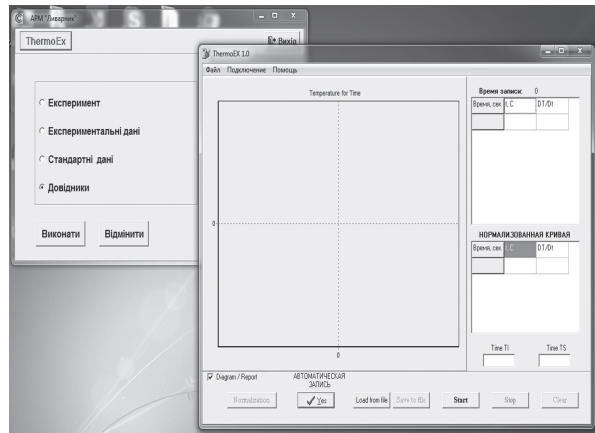 АРМ "Ливарник"
ThermoEx
Вихід
Експеримент
Експериментальні дані
Стандартні дані
Довідники
Виконати Відмінити
ThermoEX 1.0
Файл Подключение Помощь
Temperature for Time
0
0
Время записи: 0
Время, сек t, C DT/Dt
НОРМАЛИЗОВАННАЯ КРИВАЯ
Время, сек t, C DT/Dt
Time Tl Time TS
Diagram / Report
АВТОМАТИЧЕСКАЯ
ЗАПИСЬ
Normalization Yes Load from file Save to file Start Stop Clear